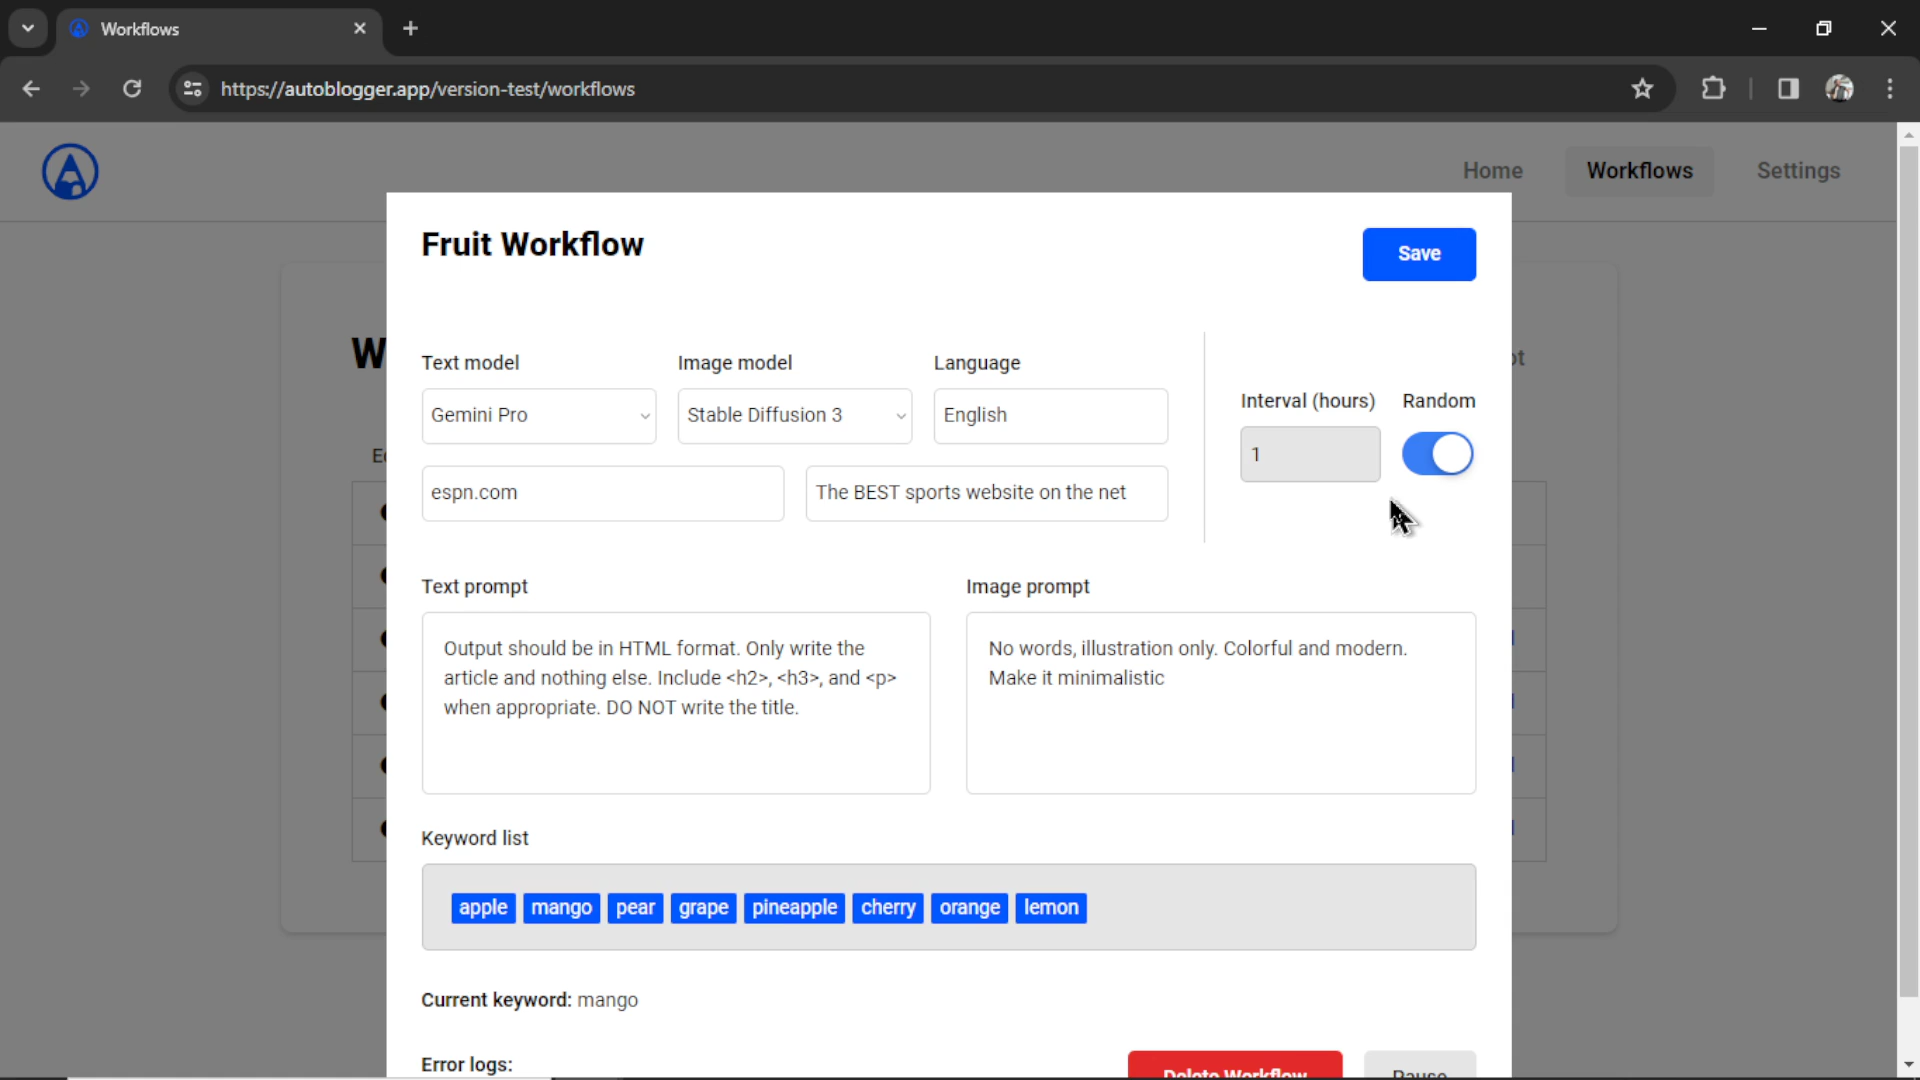 Workflows
https://autoblogger.app/version-test/workflows
Home
Workflows
Settings
Fruit Workflow
Save
Text model
Image model
Language
Gemini Pro
Stable Diffusion 3
English
Interval (hours)
Random
1
espn.com
The BEST sports website on the net
Text prompt
Image prompt
Output should be in HTML format. Only write the
article and nothing else. Include <h2>, <h3>, and <p>
when appropriate. DO NOT write the title.
No words, illustration only. Colorful and modern.
Make it minimalistic
Keyword list
apple mango pear grape pineapple cherry orange lemon
Current keyword: mango
Error logs:
Delete Workflow
Pause